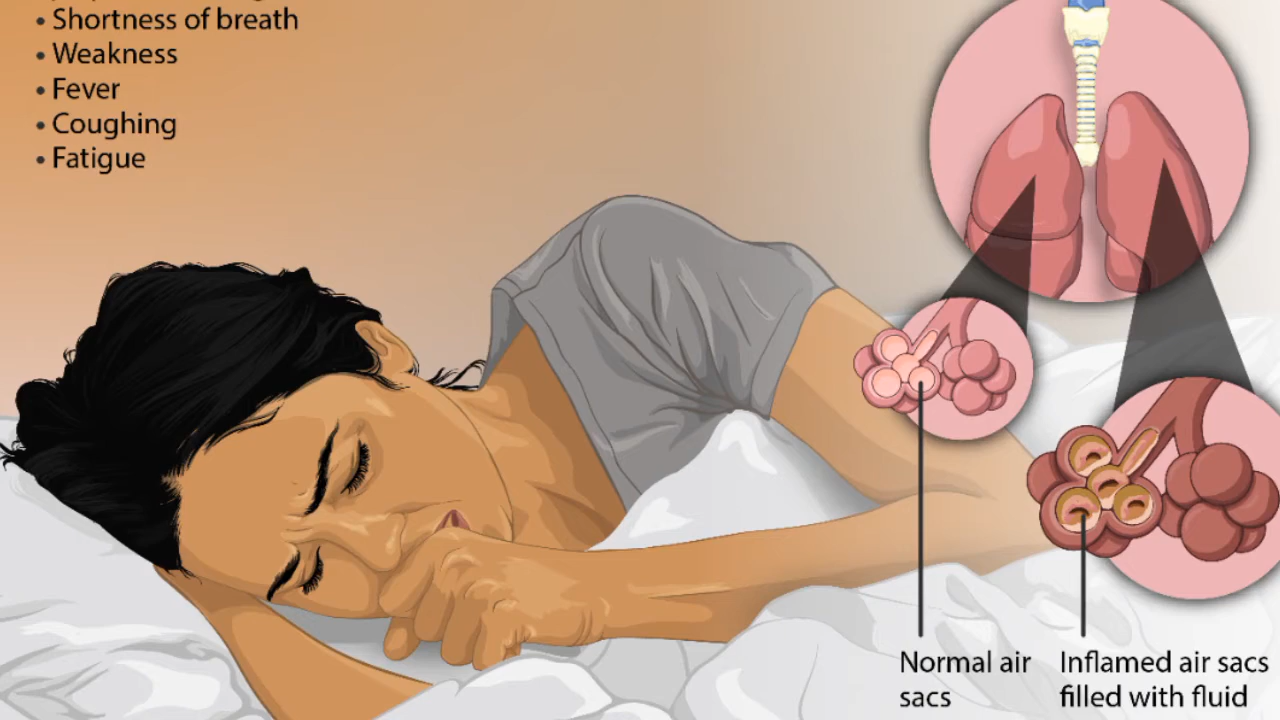 • Shortness of breath
• Weakness
• Fever
• Coughing
• Fatigue
Normal air
sacs
Inflamed air sacs
filled with fluid